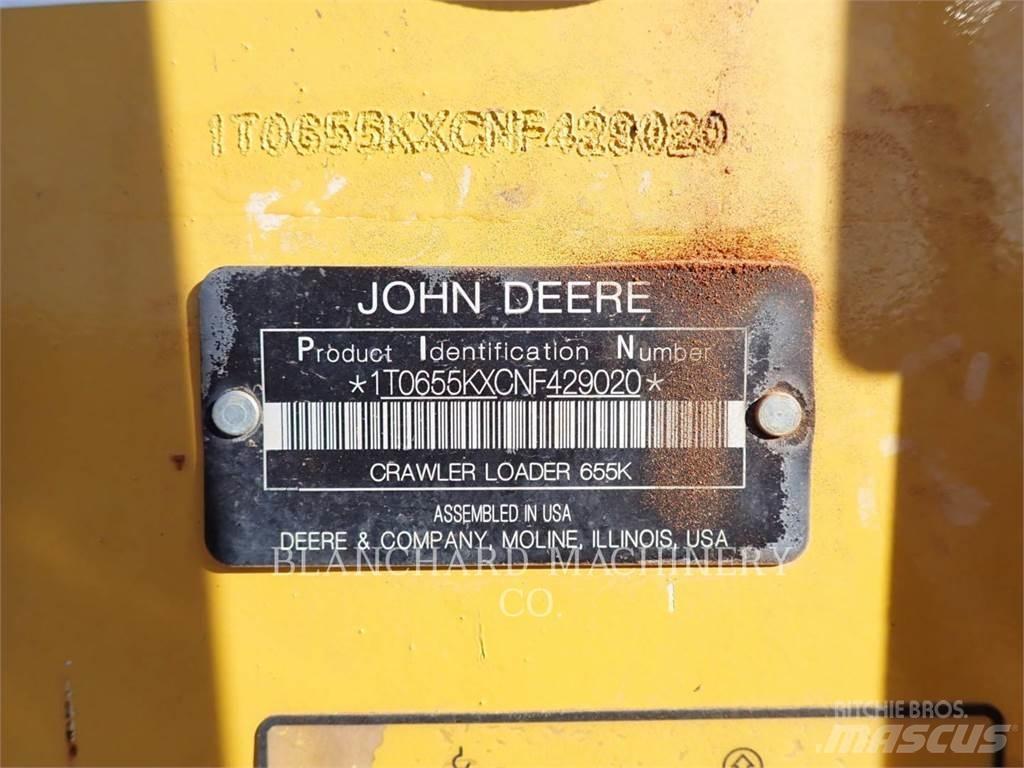 1T0655KXCNF429020
JOHN DEERE
Product Identification Number
*1T0655KXCNF429020*
CRAWLER LOADER 655K
ASSEMBLED IN USA
DEERE & COMPANY, MOLINE, ILLINOIS, USA
BLANCHARD MACHINERY
CO.
RITCHIE BROS.
MASCUS